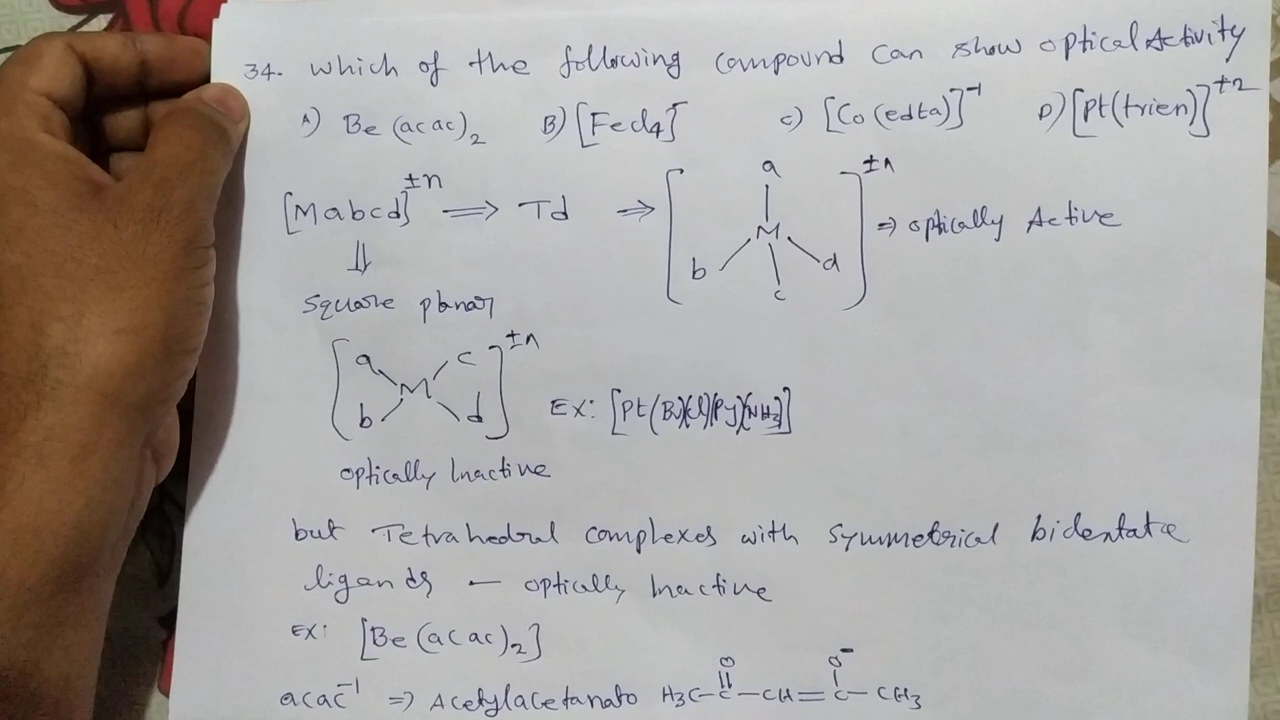 34. Which of the following compound can show optical Activity
A) Be(acac)₂ B) [FeCl₄]⁻ C) [Co(edta)]⁻¹ D) [Pt(trien)]⁺²
[Mabcd]±n ⇒ Td ⇒ [M a b c d]±n ⇒ optically Active
⇓
square planar
[M a b c d]±n EX: [Pt(Br)(Cl)(Py)(NH₃)]
optically Inactive
but Tetrahedral complexes with symmetrical bidentate
ligands — optically Inactive
EX: [Be(acac)₂]
acac⁻¹ ⇒ Acetylacetanato H₃C-C(=O)-CH=C(O⁻)-CH₃